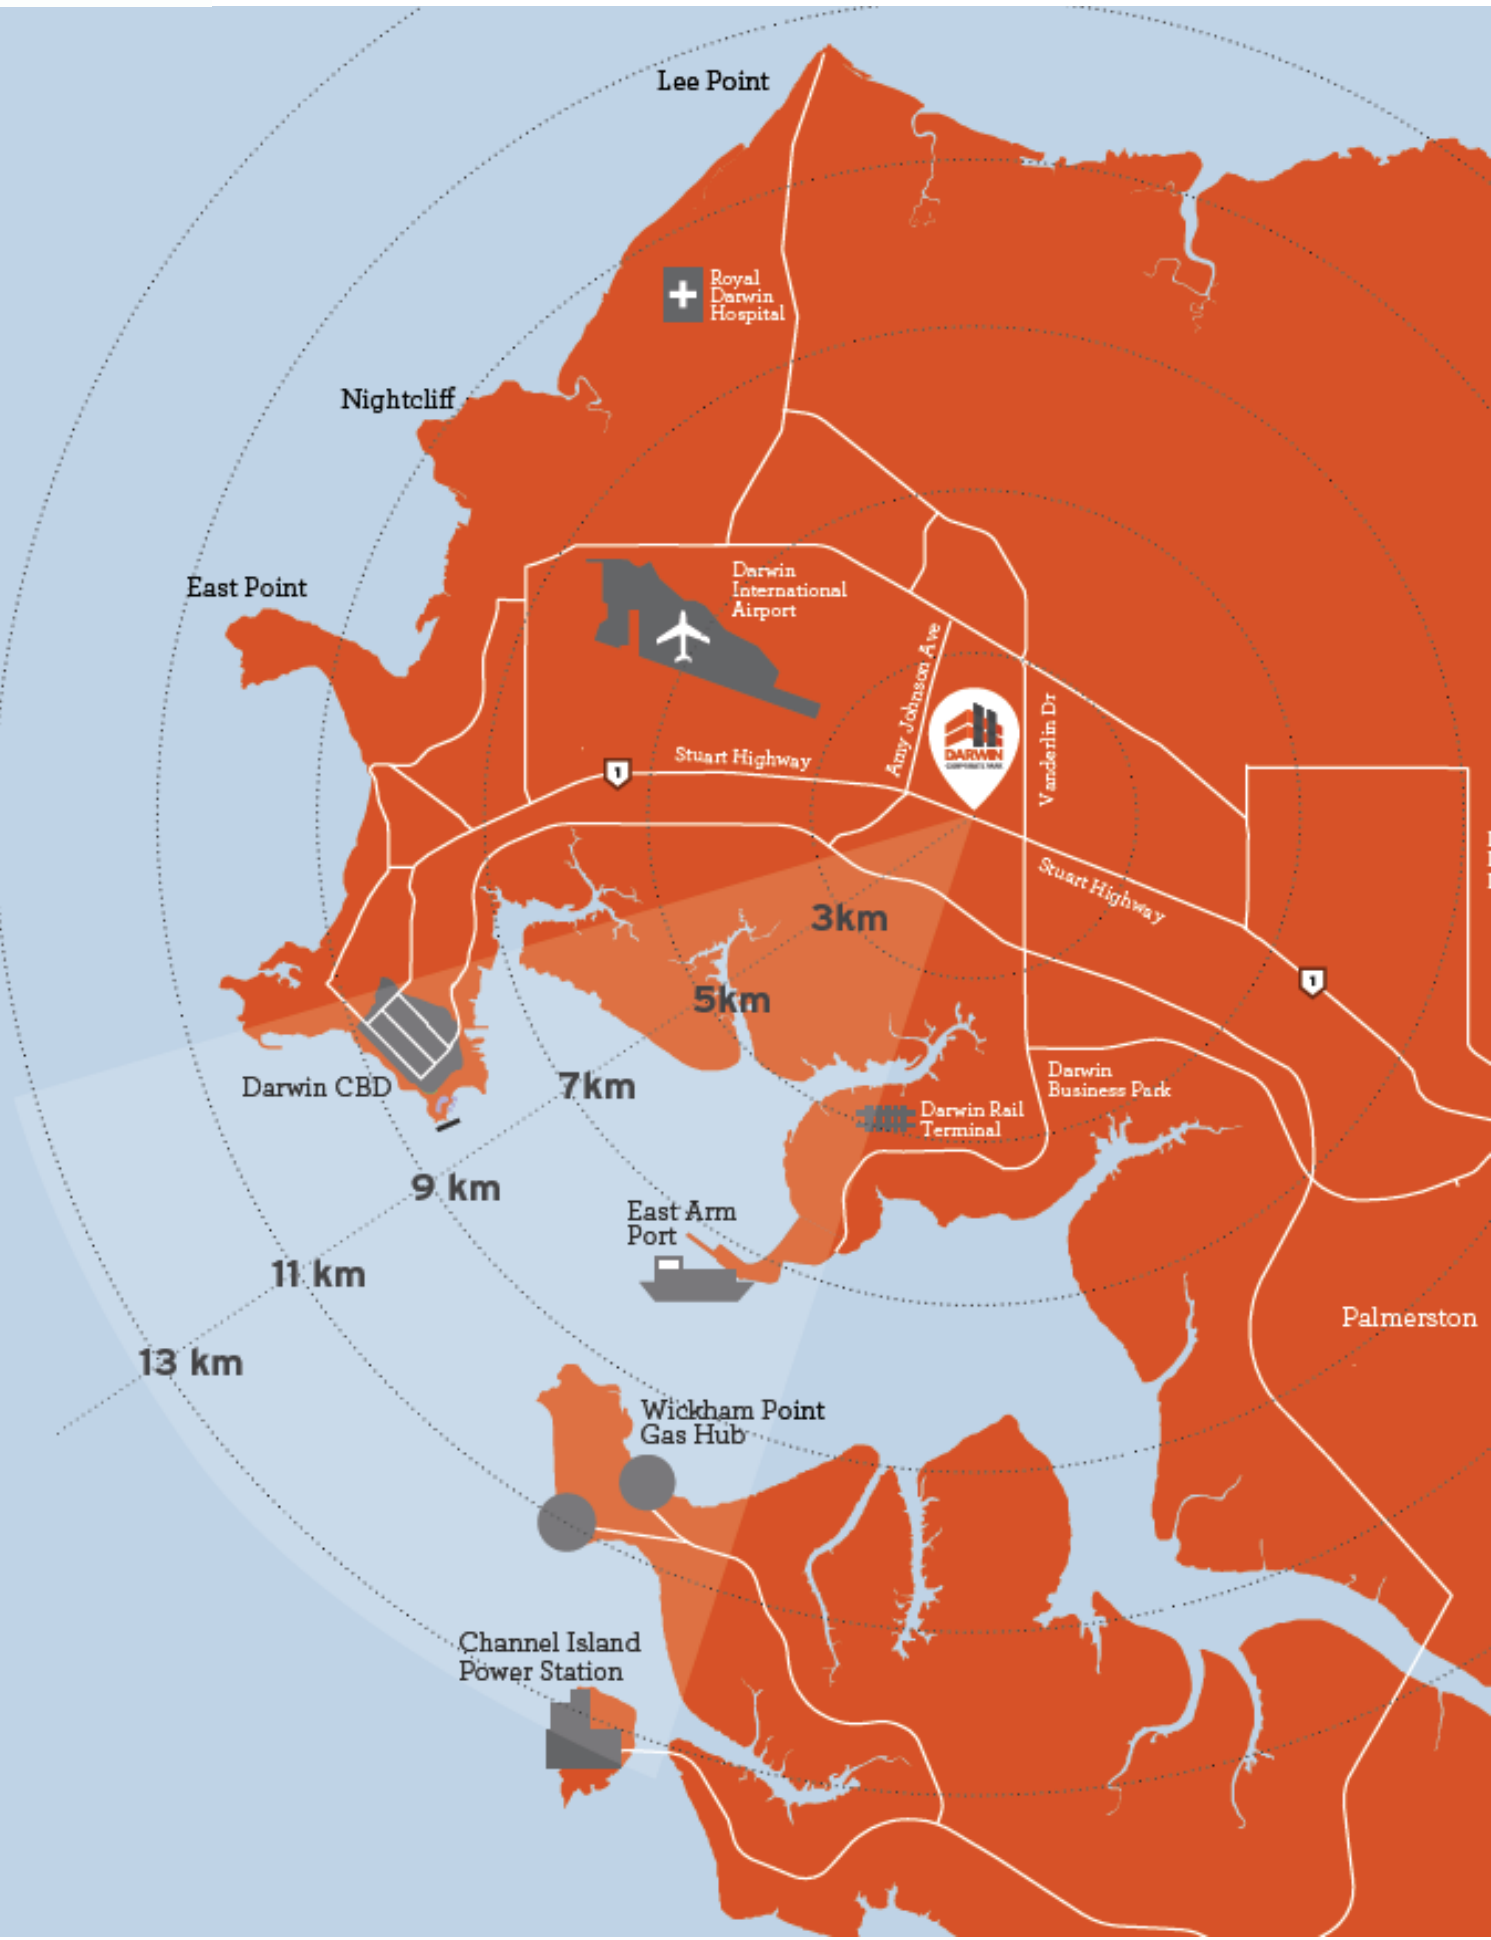 Lee Point
Royal
Darwin
Hospital
Nightcliff
East Point
Darwin
International
Airport
Amy Johnson Ave
Vanderlin Dr
DARWIN
CORPORATE PARK
Stuart Highway
1
Stuart Highway
3km
1
5km
7km
Darwin CBD
Darwin
Business Park
Darwin Rail
Terminal
9 km
East Arm
Port
11 km
Palmerston
13 km
Wickham Point
Gas Hub
Channel Island
Power Station